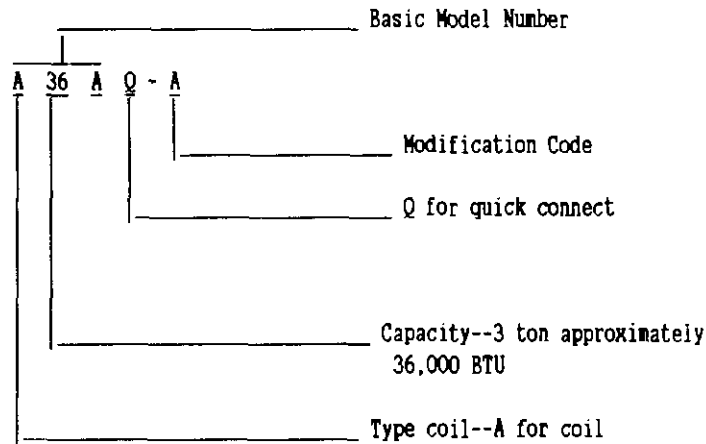 Basic Model Number
A 36 A Q - A
Modification Code
Q for quick connect
Capacity--3 ton approximately
36,000 BTU
Type coil--A for coil